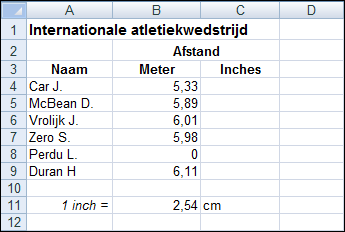 A B C D
1 Internationale atletiekwedstrijd
2 Afstand
3 Naam Meter Inches
4 Car J. 5,33
5 McBean D. 5,89
6 Vrolijk J. 6,01
7 Zero S. 5,98
8 Perdu L. 0
9 Duran H 6,11
10
11 1 inch = 2,54 cm
12